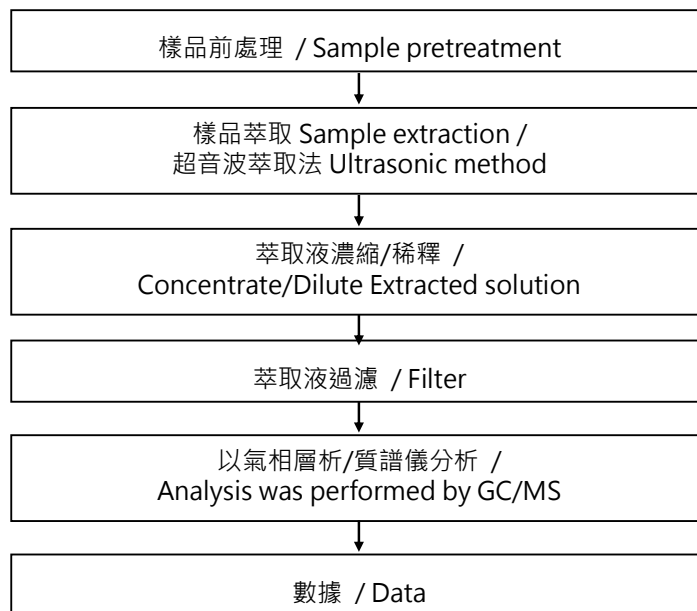 樣品前處理 / Sample pretreatment
樣品萃取 Sample extraction /
超音波萃取法 Ultrasonic method
萃取液濃縮/稀釋 /
Concentrate/Dilute Extracted solution
萃取液過濾 / Filter
以氣相層析/質譜儀分析 /
Analysis was performed by GC/MS
數據 / Data